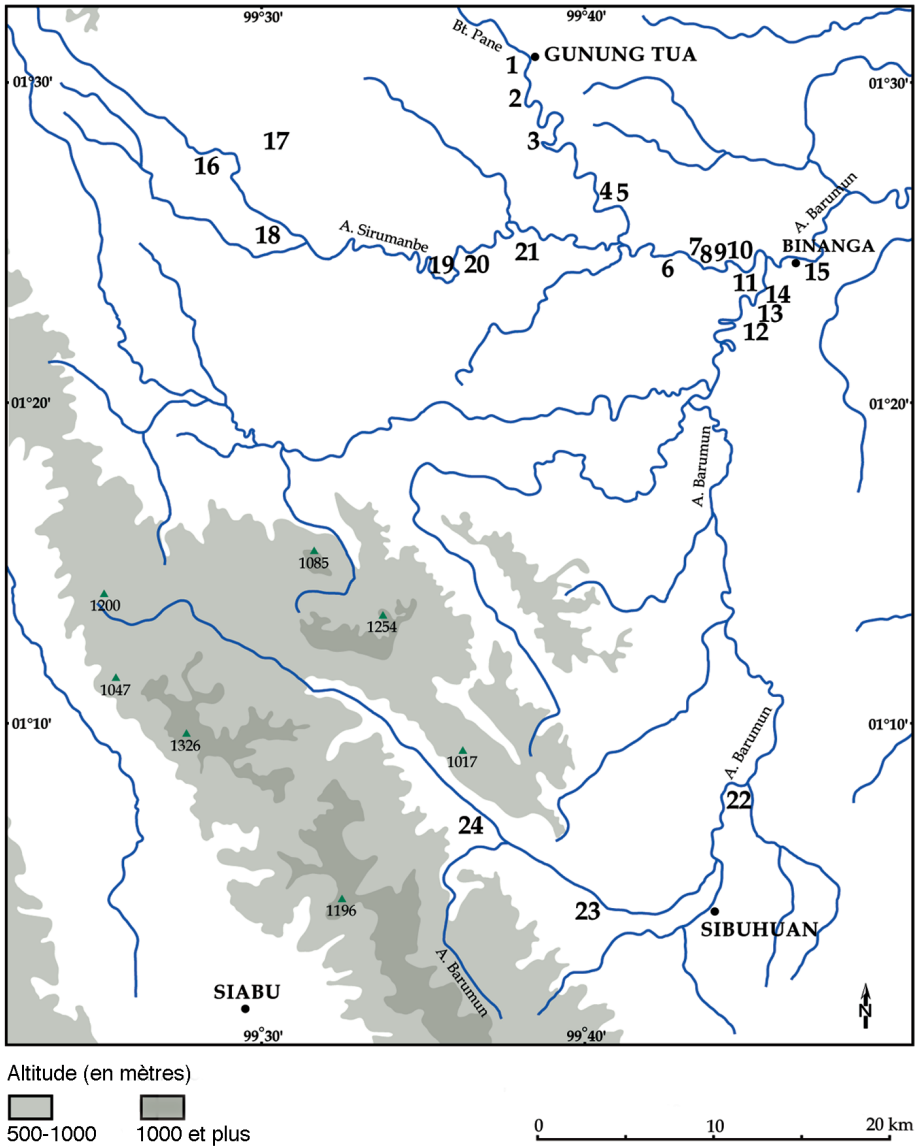 99°30'
99°40'
Bt. Pane
GUNUNG TUA
1
01°30'
01°30'
2
3
17
16
4 5
A. Barumun
18
A. Sirumanbe
21
7 8 9 10
BINANGA
19 20
6
15
11
14
13
12
01°20'
01°20'
A. Barumun
1085
1200
1254
1047
01°10'
01°10'
1326
1017
A. Barumun
22
24
1196
23
SIBUHUAN
A. Barumun
SIABU
N
99°30'
99°40'
Altitude (en mètres)
500-1000
1000 et plus
0
10
20 km